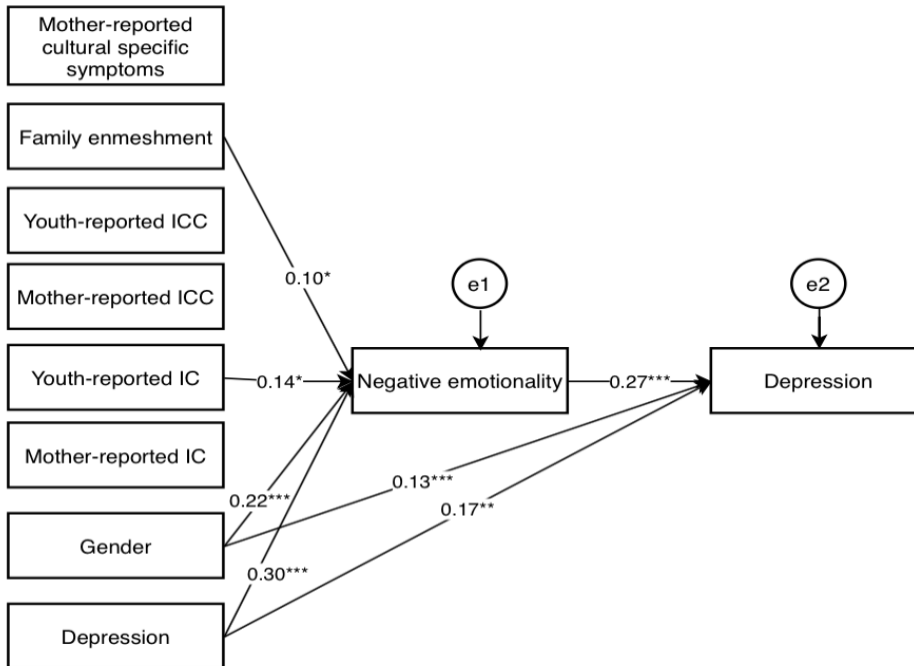 Mother-reported
cultural specific
symptoms
Family enmeshment
Youth-reported ICC
0.10*
e1
e2
Mother-reported ICC
Youth-reported IC
0.14*
Negative emotionality
0.27***
Depression
Mother-reported IC
0.22***
0.13***
0.17**
Gender
0.30***
Depression